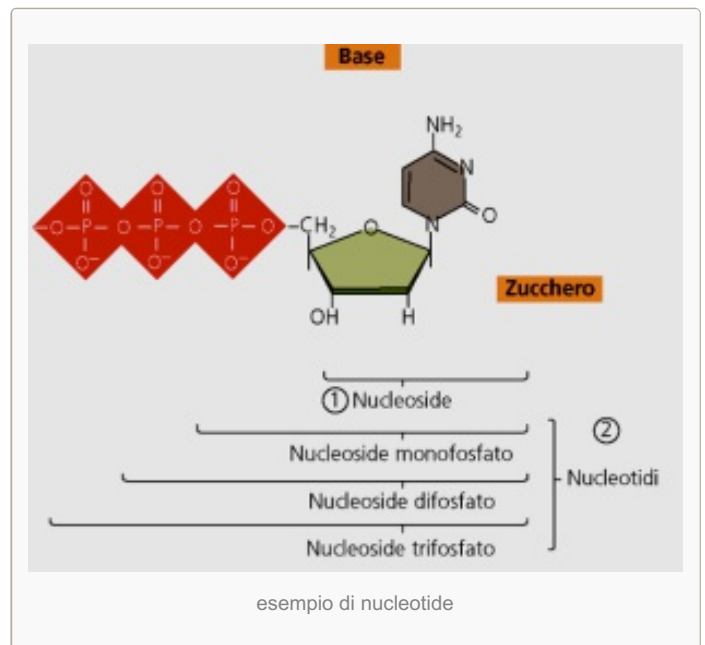 Base
NH₂
N
N
O
O O O
O P O P O P O CH₂
O
O⁻ O⁻ O⁻
Zucchero
OH H
① Nucleoside
②
Nucleoside monofosfato
Nucleotidi
Nucleoside difosfato
Nucleoside trifosfato
esempio di nucleotide